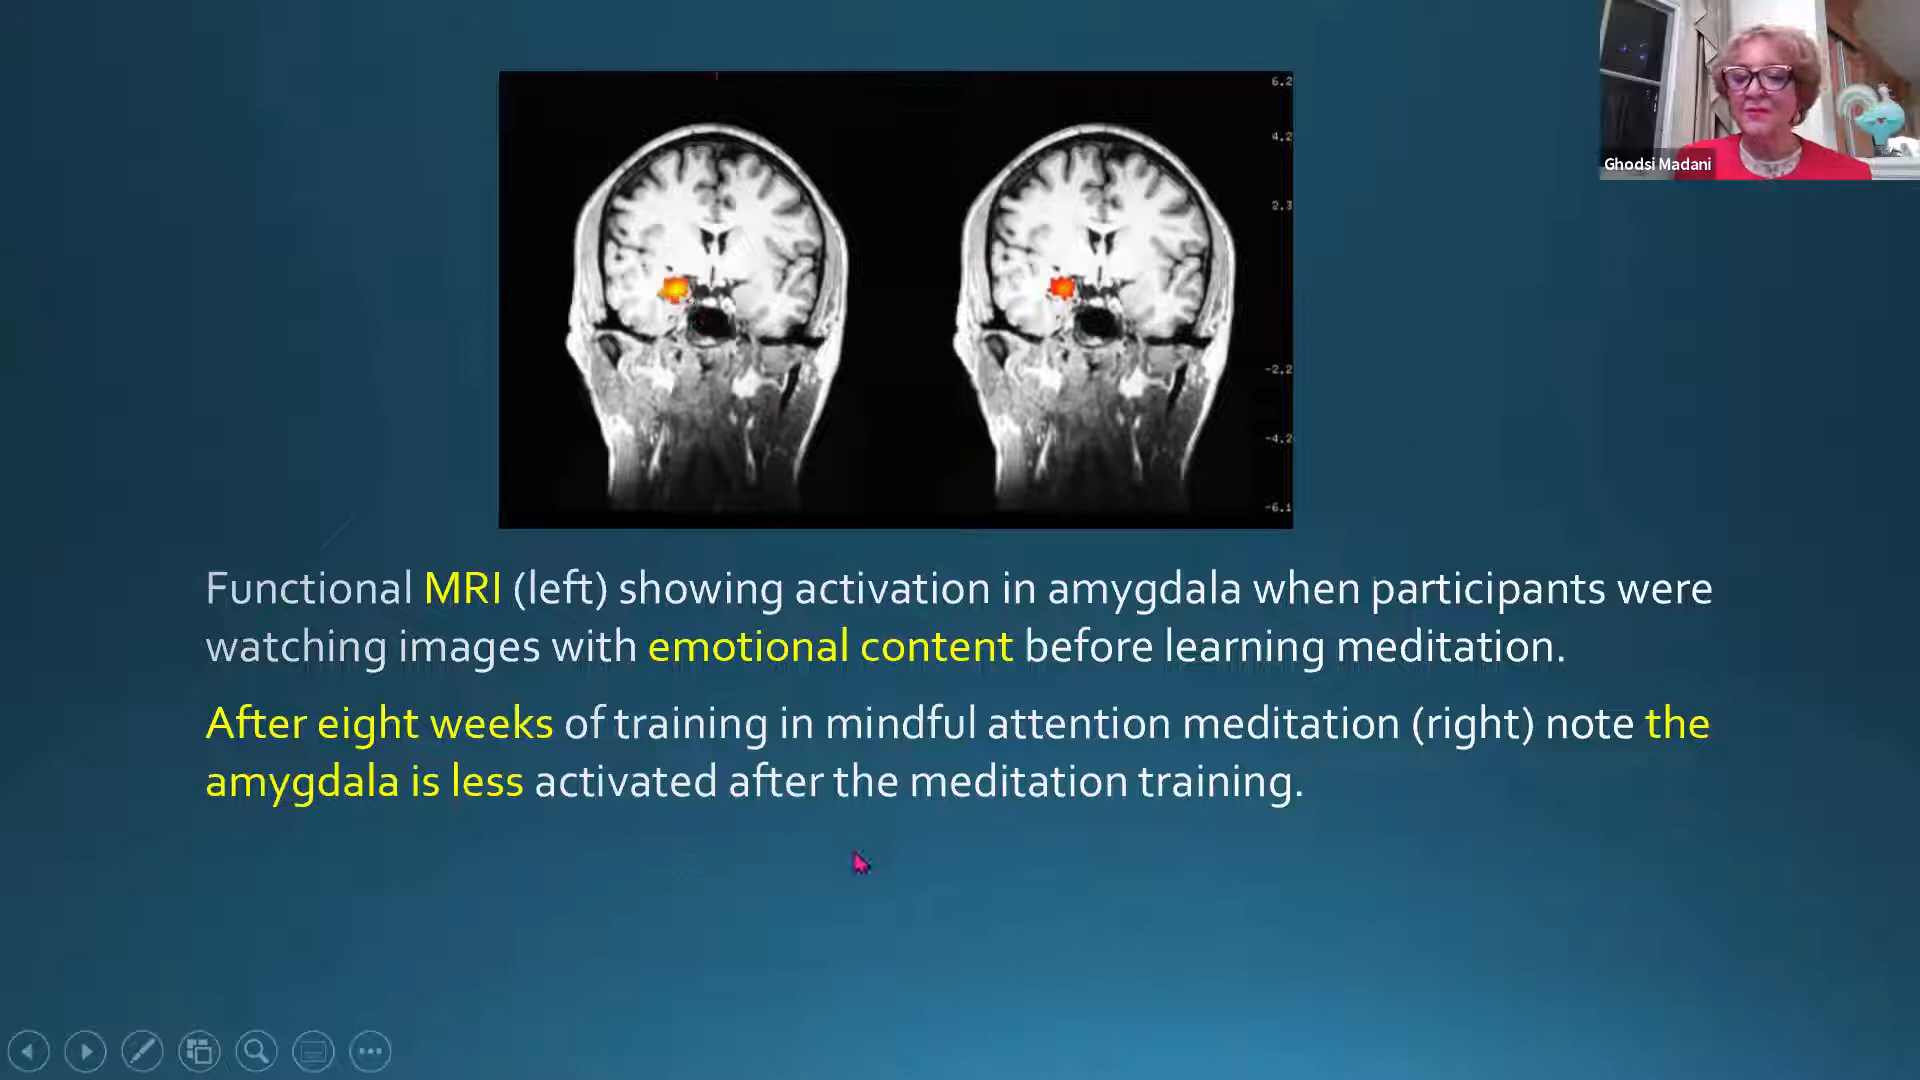 6.2
4.2
2.3
-2.2
-4.2
-6.1
Ghodsi Madani
Functional MRI (left) showing activation in amygdala when participants were
watching images with emotional content before learning meditation.
After eight weeks of training in mindful attention meditation (right) note the
amygdala is less activated after the meditation training.